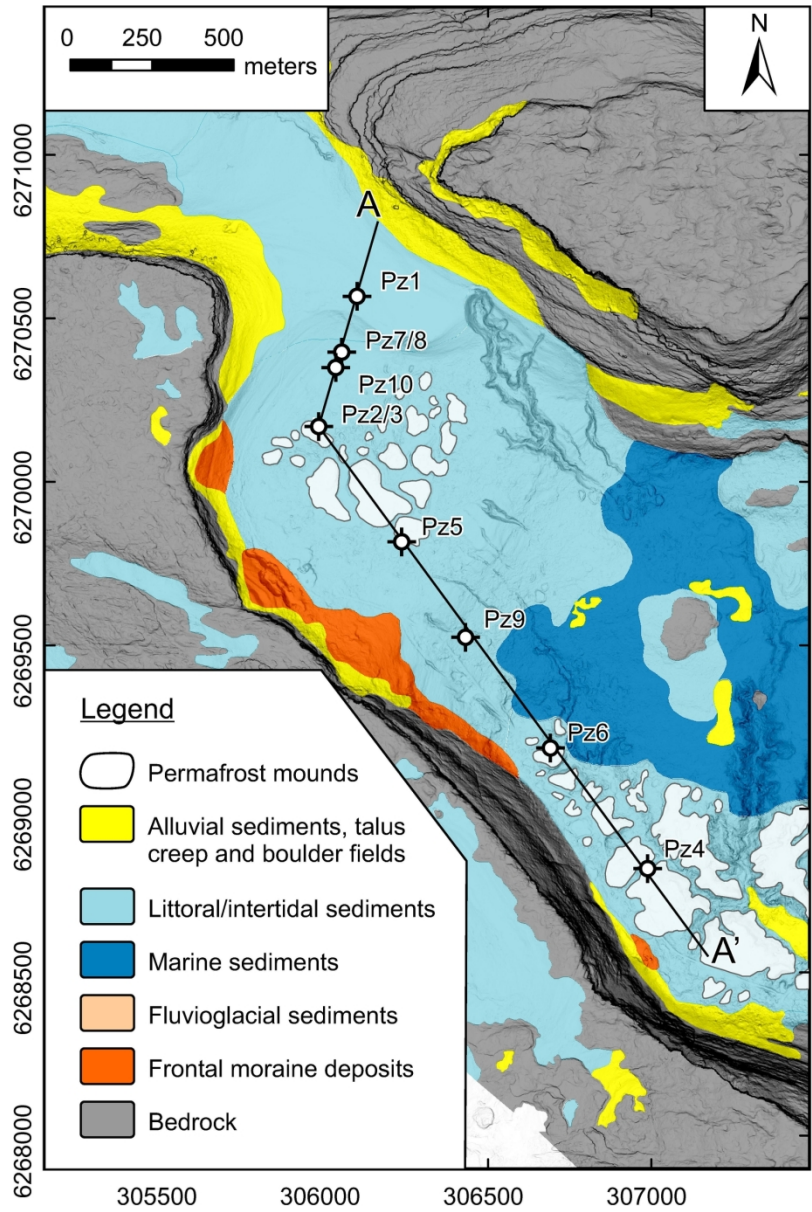 0 250 500
meters
N
A
Pz1
Pz7/8
Pz10
Pz2/3
Pz5
Pz9
Pz6
Pz4
A'
Legend
Permafrost mounds
Alluvial sediments, talus
creep and boulder fields
Littoral/intertidal sediments
Marine sediments
Fluvioglacial sediments
Frontal moraine deposits
Bedrock
6271000
6270500
6270000
6269500
6269000
6268500
6268000
305500 306000 306500 307000